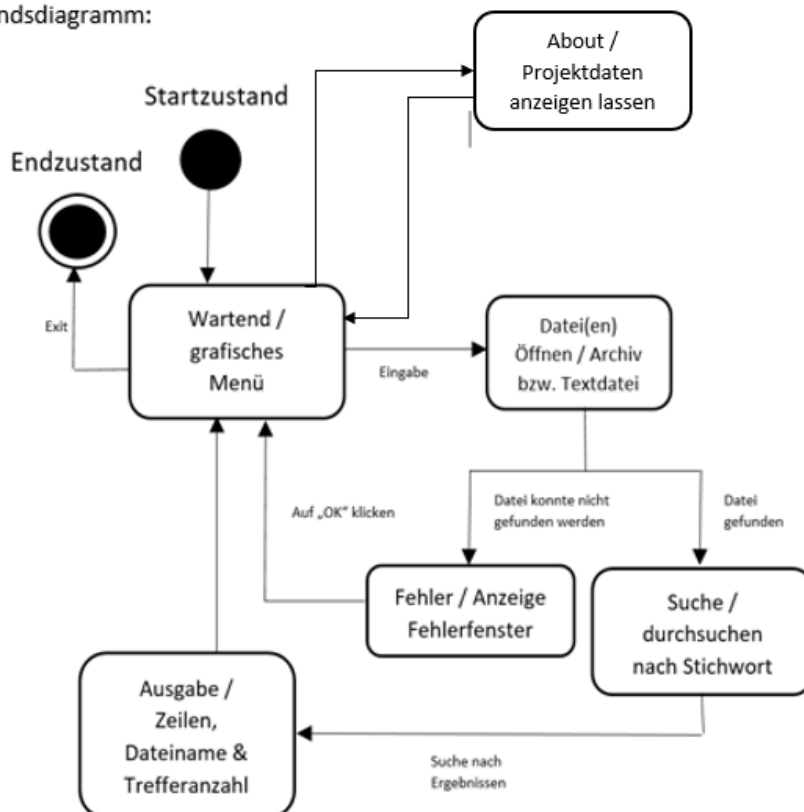 ndsdiagramm:
About /
Projektdaten
anzeigen lassen
Startzustand
Endzustand
Exit
Wartend /
grafisches
Menü
Eingabe
Datei(en)
Öffnen / Archiv
bzw. Textdatei
Auf „OK“ klicken
Datei konnte nicht
gefunden werden
Datei
gefunden
Fehler / Anzeige
Fehlerfenster
Suche /
durchsuchen
nach Stichwort
Ausgabe /
Zeilen,
Dateiname &
Trefferanzahl
Suche nach
Ergebnissen